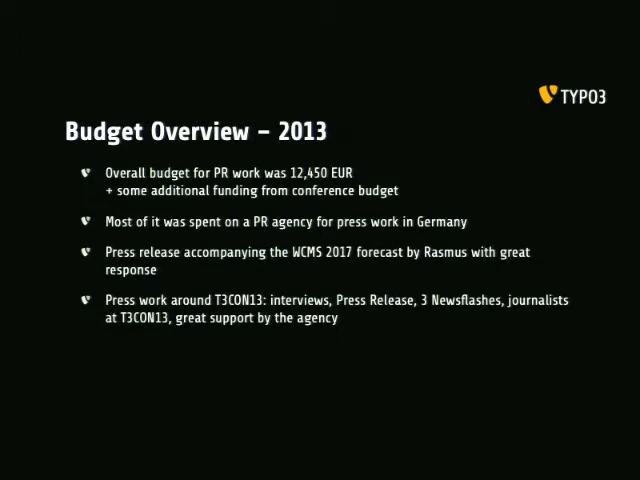 TYPO3
Budget Overview – 2013
Overall budget for PR work was 12,450 EUR
+ some additional funding from conference budget
Most of it was spent on a PR agency for press work in Germany
Press release accompanying the WCMS 2017 forecast by Rasmus with great
response
Press work around T3CON13: interviews, Press Release, 3 Newsflashes, journalists
at T3CON13, great support by the agency